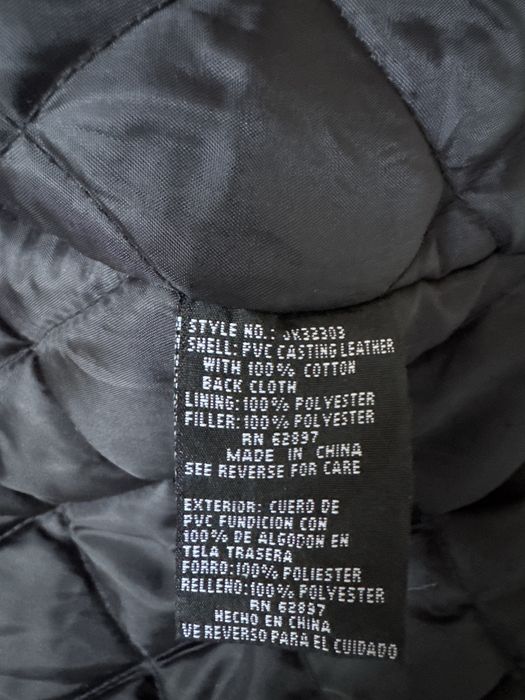 STYLE NO.: JK32303
SHELL: PVC CASTING LEATHER
WITH 100% COTTON
BACK CLOTH
LINING: 100% POLYESTER
FILLER: 100% POLYESTER
RN 62897
MADE IN CHINA
SEE REVERSE FOR CARE
EXTERIOR: CUERO DE
PVC FUNDICION CON
100% DE ALGODON EN
TELA TRASERA
FORRO: 100% POLIESTER
RELLENO: 100% POLYESTER
RN 62897
HECHO EN CHINA
VE REVERSO PARA EL CUIDADO